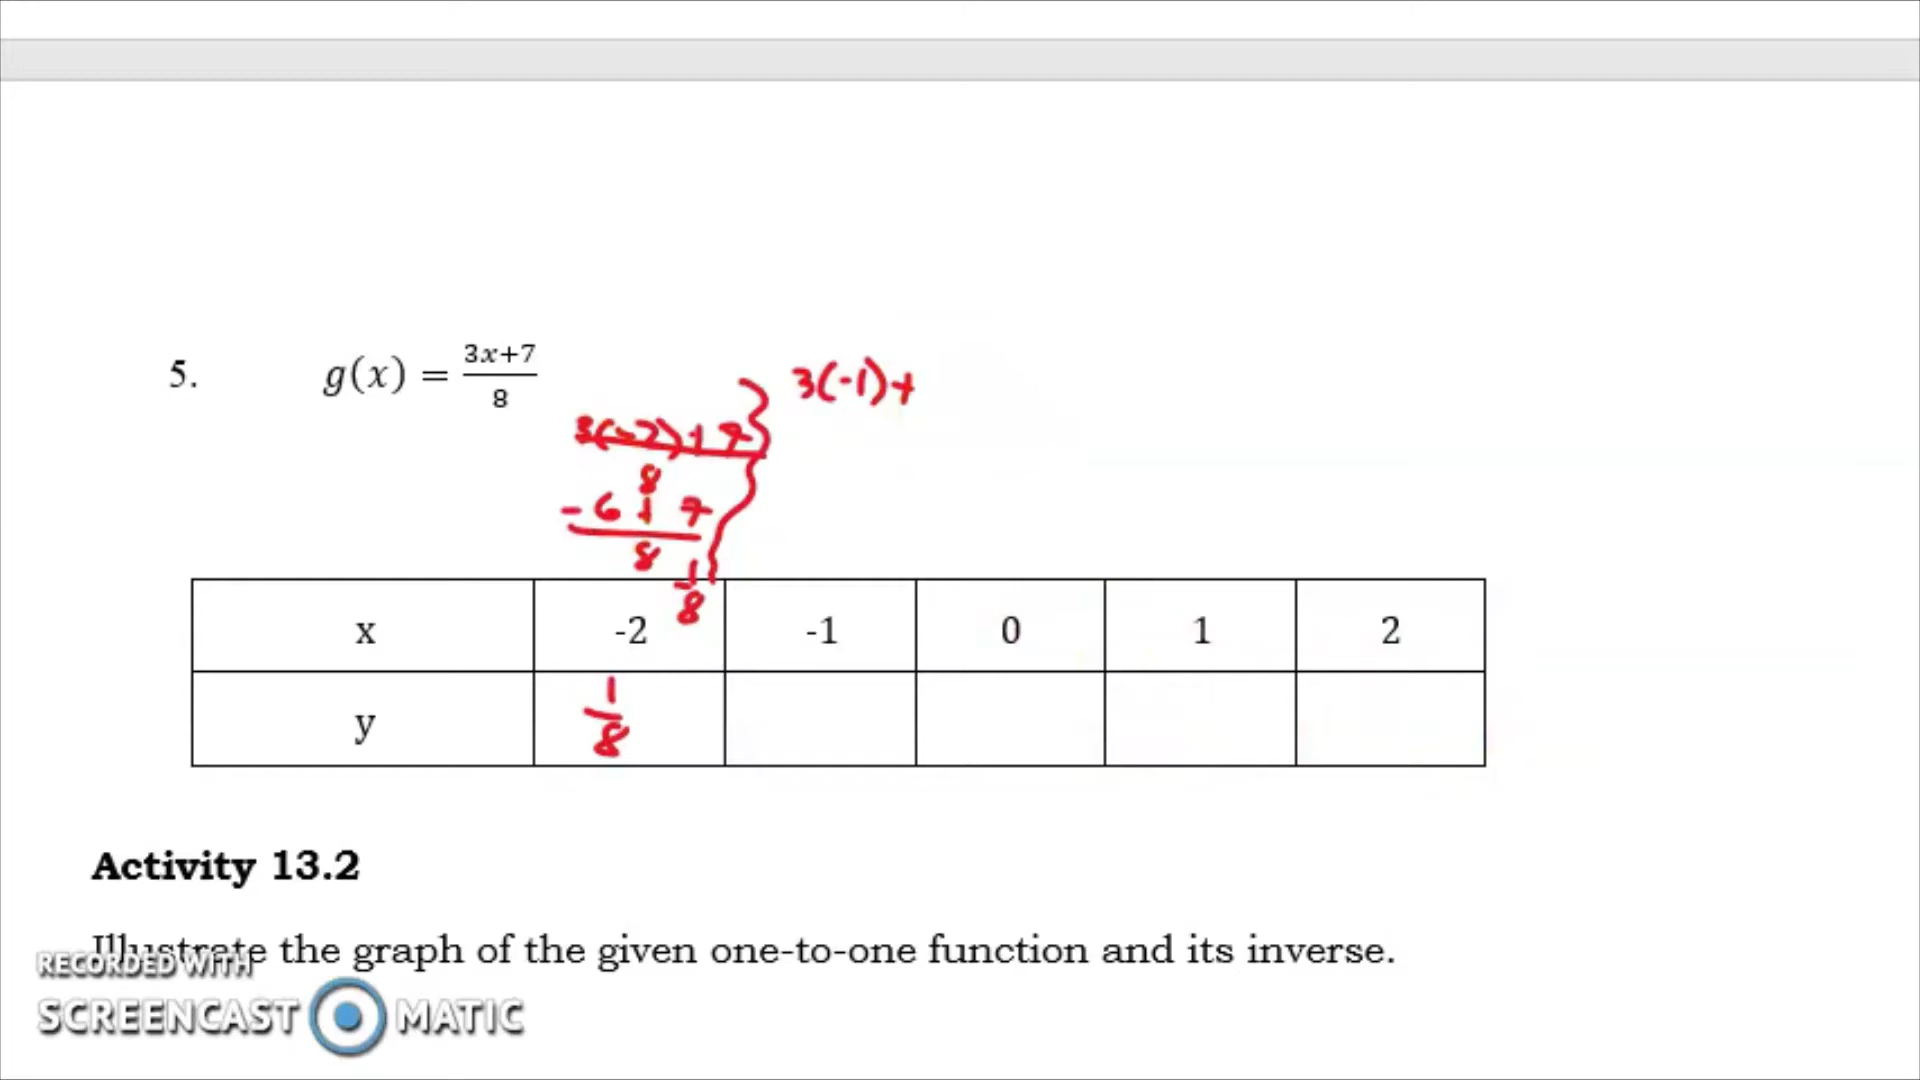 5. g(x) = 3x+7
8
3(-1)+
3(-2)+7
8
-6+7
8
1
8
x -2 -1 0 1 2
y 1
8
Activity 13.2
Illustrate the graph of the given one-to-one function and its inverse.
RECORDED WITH
SCREENCAST MATIC